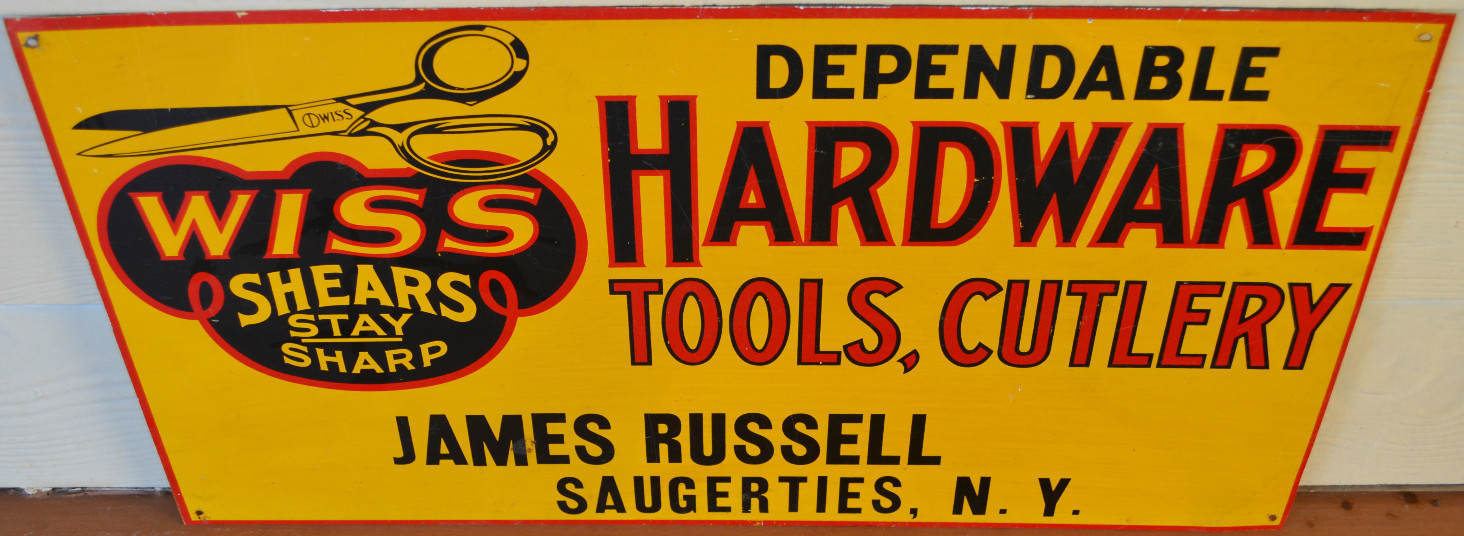 WISS
WISS
SHEARS
STAY
SHARP
DEPENDABLE
HARDWARE
TOOLS, CUTLERY
JAMES RUSSELL
SAUGERTIES, N. Y.